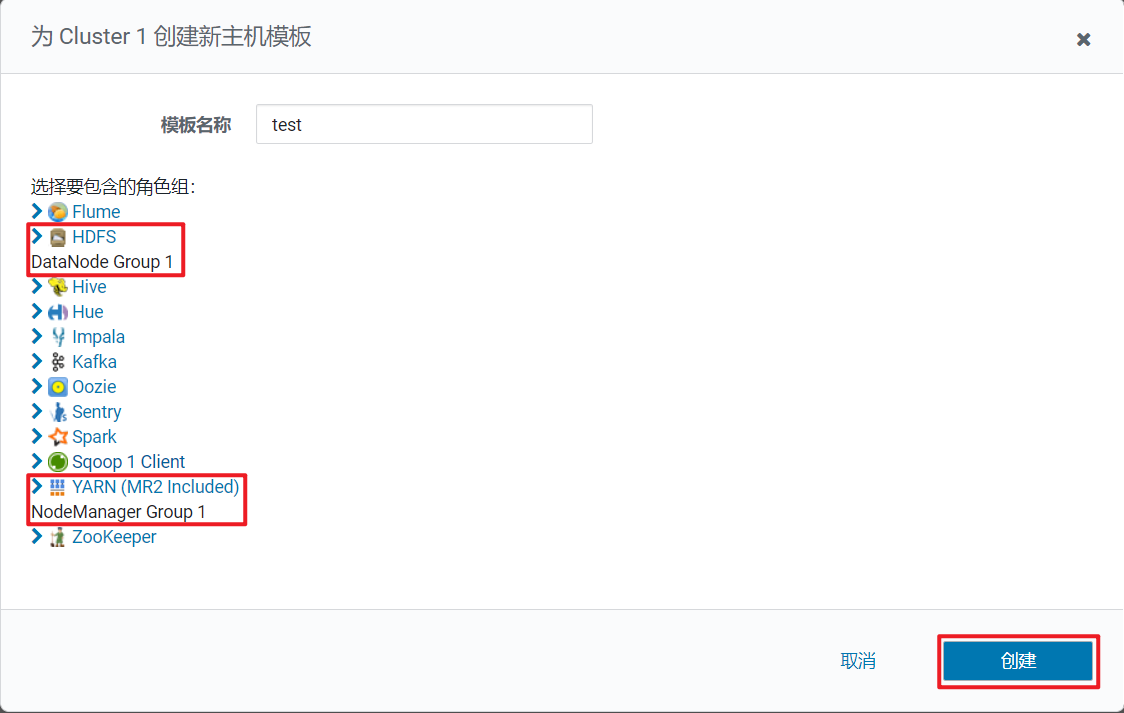 为 Cluster 1 创建新主机模板
模板名称
test
选择要包含的角色组：
Flume
HDFS
DataNode Group 1
Hive
Hue
Impala
Kafka
Oozie
Sentry
Spark
Sqoop 1 Client
YARN (MR2 Included)
NodeManager Group 1
ZooKeeper
取消
创建